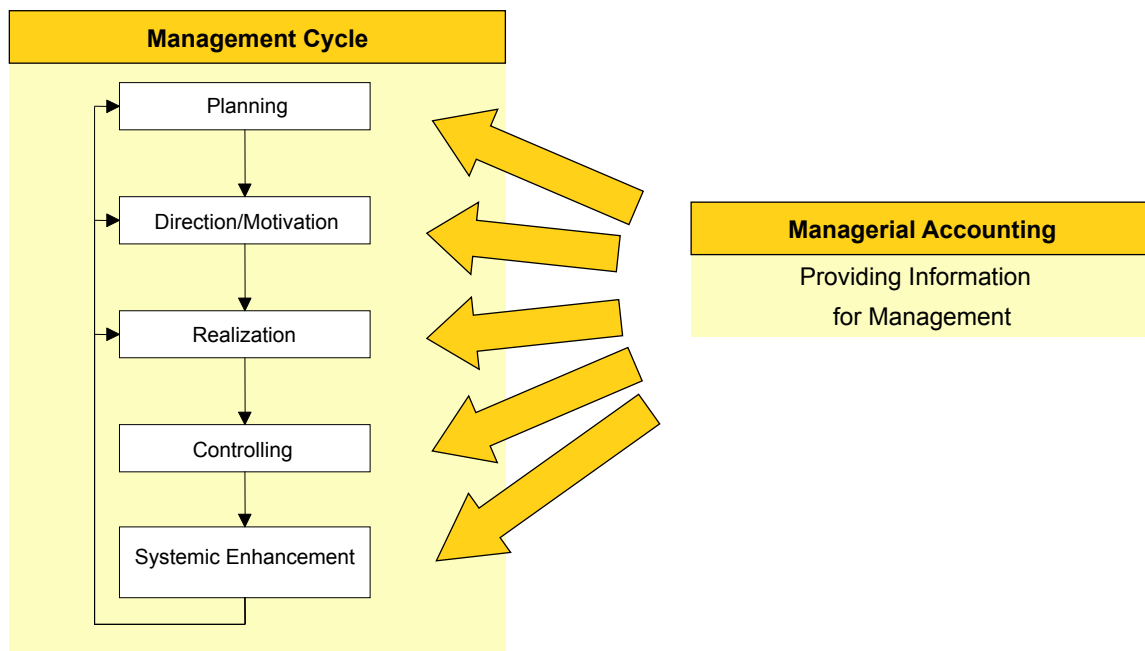 Management Cycle
Planning
Direction/Motivation
Realization
Controlling
Systemic Enhancement
Managerial Accounting
Providing Information
for Management